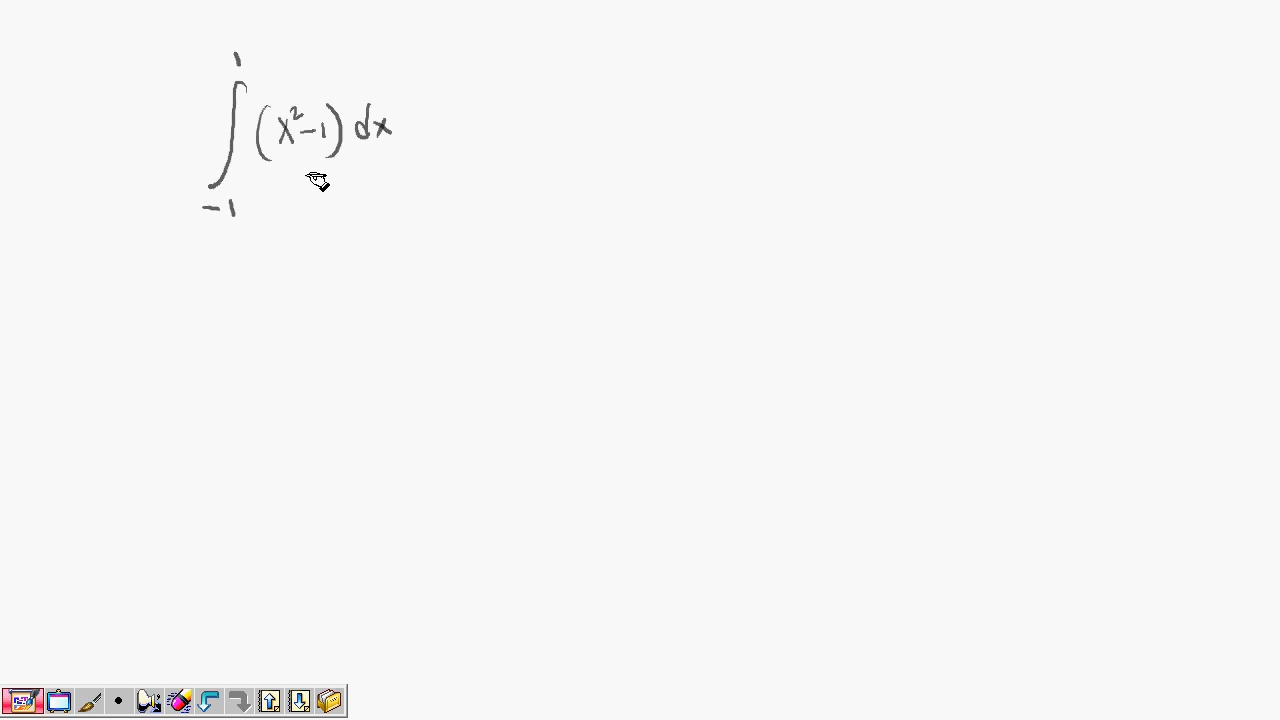 ∫_{-1}^{1} (x²-1) dx